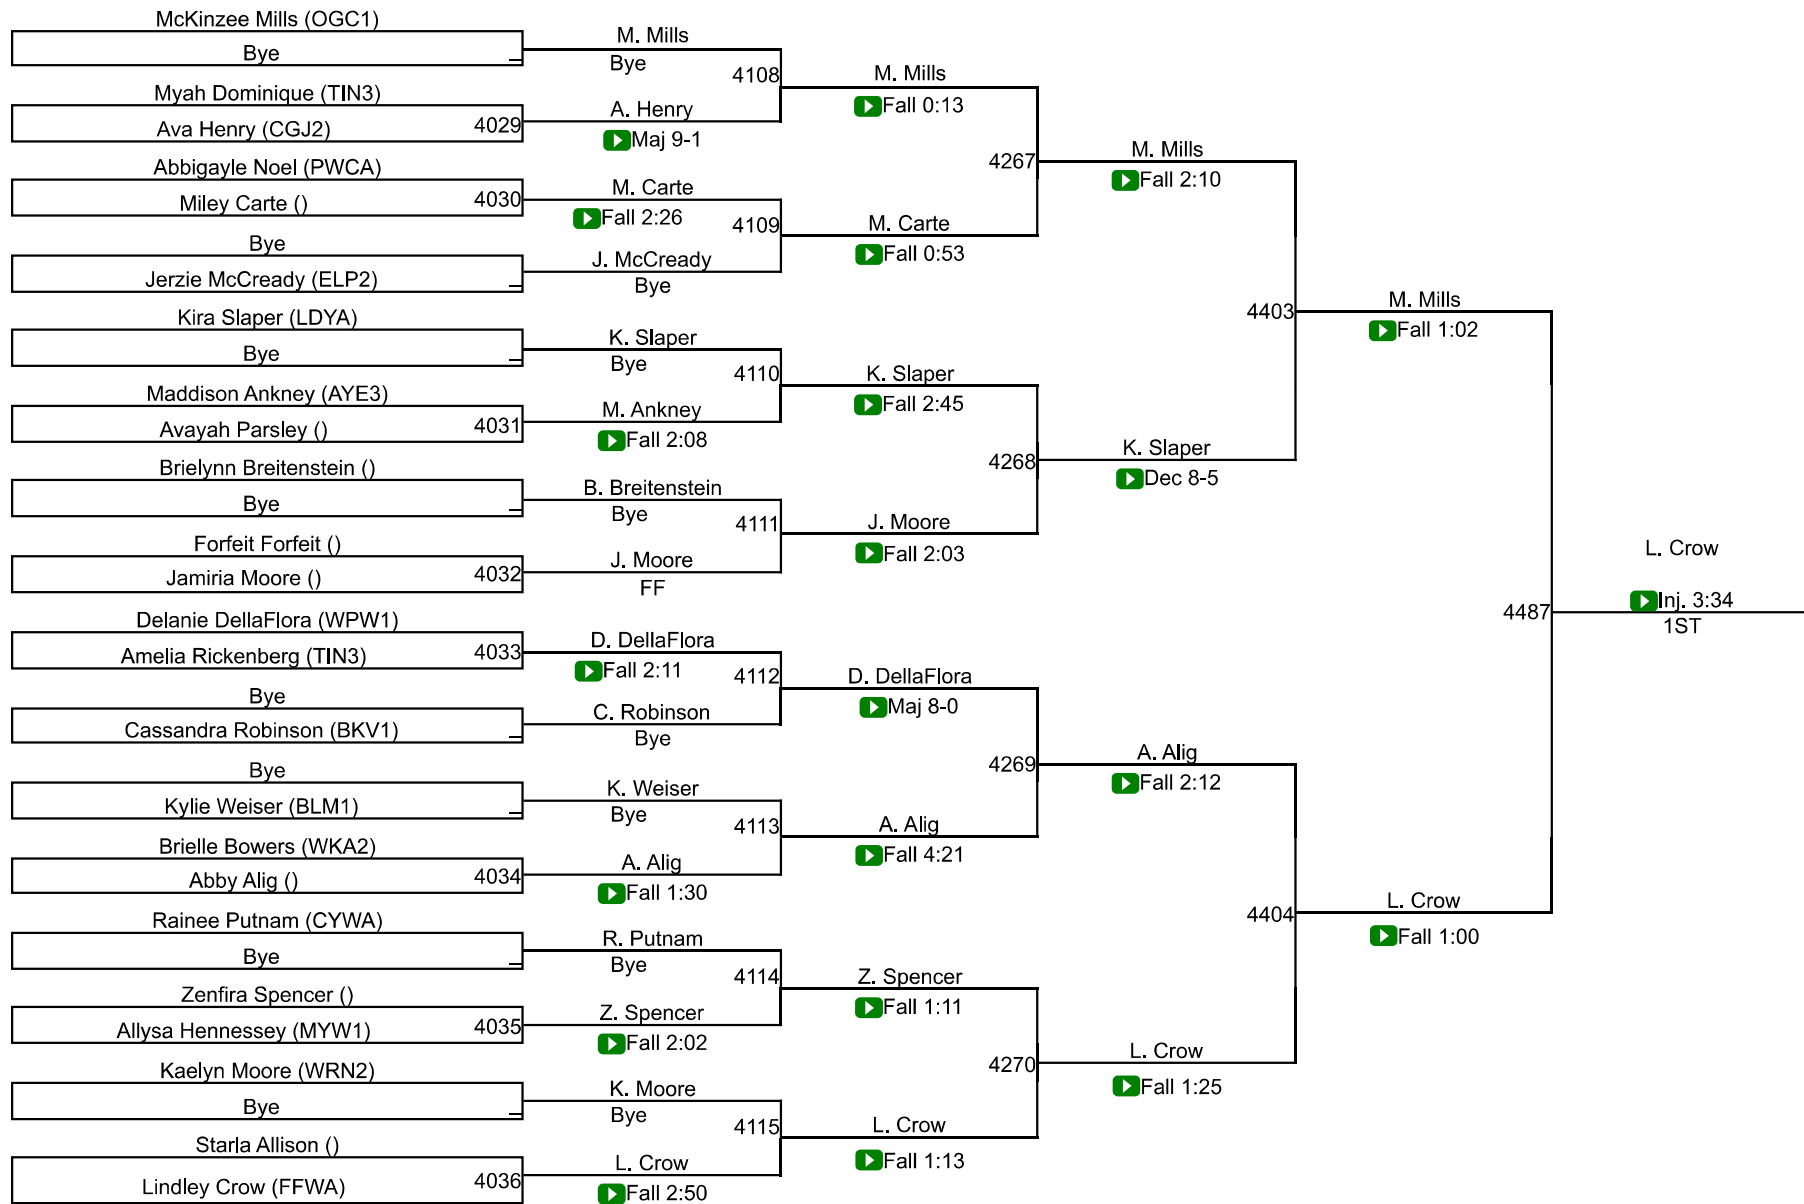 McKinzee Mills (OGC1)
Bye
Myah Dominique (TIN3)
Ava Henry (CGJ2)
4029
Abbigayle Noel (PWCA)
Miley Carte ()
4030
Bye
Jerzie McCready (ELP2)
Kira Slaper (LDYA)
Bye
Maddison Ankney (AYE3)
Avayah Parsley ()
4031
Brielynn Breitenstein ()
Bye
Forfeit Forfeit ()
Jamiria Moore ()
4032
Delanie DellaFlora (WPW1)
Amelia Rickenberg (TIN3)
4033
Bye
Cassandra Robinson (BKV1)
Bye
Kylie Weiser (BLM1)
Brielle Bowers (WKA2)
Abby Alig ()
4034
Rainee Putnam (CYWA)
Bye
Zenfira Spencer ()
Allysa Hennessey (MYW1)
4035
Kaelyn Moore (WRN2)
Bye
Starla Allison ()
Lindley Crow (FFWA)
4036
M. Mills
Bye
4108
A. Henry
Maj 9-1
M. Carte
Fall 2:26
4109
J. McCready
Bye
K. Slaper
Bye
4110
M. Ankney
Fall 2:08
B. Breitenstein
Bye
4111
J. Moore
FF
D. DellaFlora
Fall 2:11
4112
C. Robinson
Bye
K. Weiser
Bye
4113
A. Alig
Fall 1:30
R. Putnam
Bye
4114
Z. Spencer
Fall 2:02
K. Moore
Bye
4115
L. Crow
Fall 2:50
M. Mills
Fall 0:13
4267
M. Carte
Fall 0:53
K. Slaper
Fall 2:45
4268
J. Moore
Fall 2:03
D. DellaFlora
Maj 8-0
4269
A. Alig
Fall 4:21
Z. Spencer
Fall 1:11
4270
L. Crow
Fall 1:13
M. Mills
Fall 2:10
4403
K. Slaper
Dec 8-5
A. Alig
Fall 2:12
4404
L. Crow
Fall 1:25
M. Mills
Fall 1:02
4487
L. Crow
Fall 1:00
L. Crow
Inj. 3:34
1ST